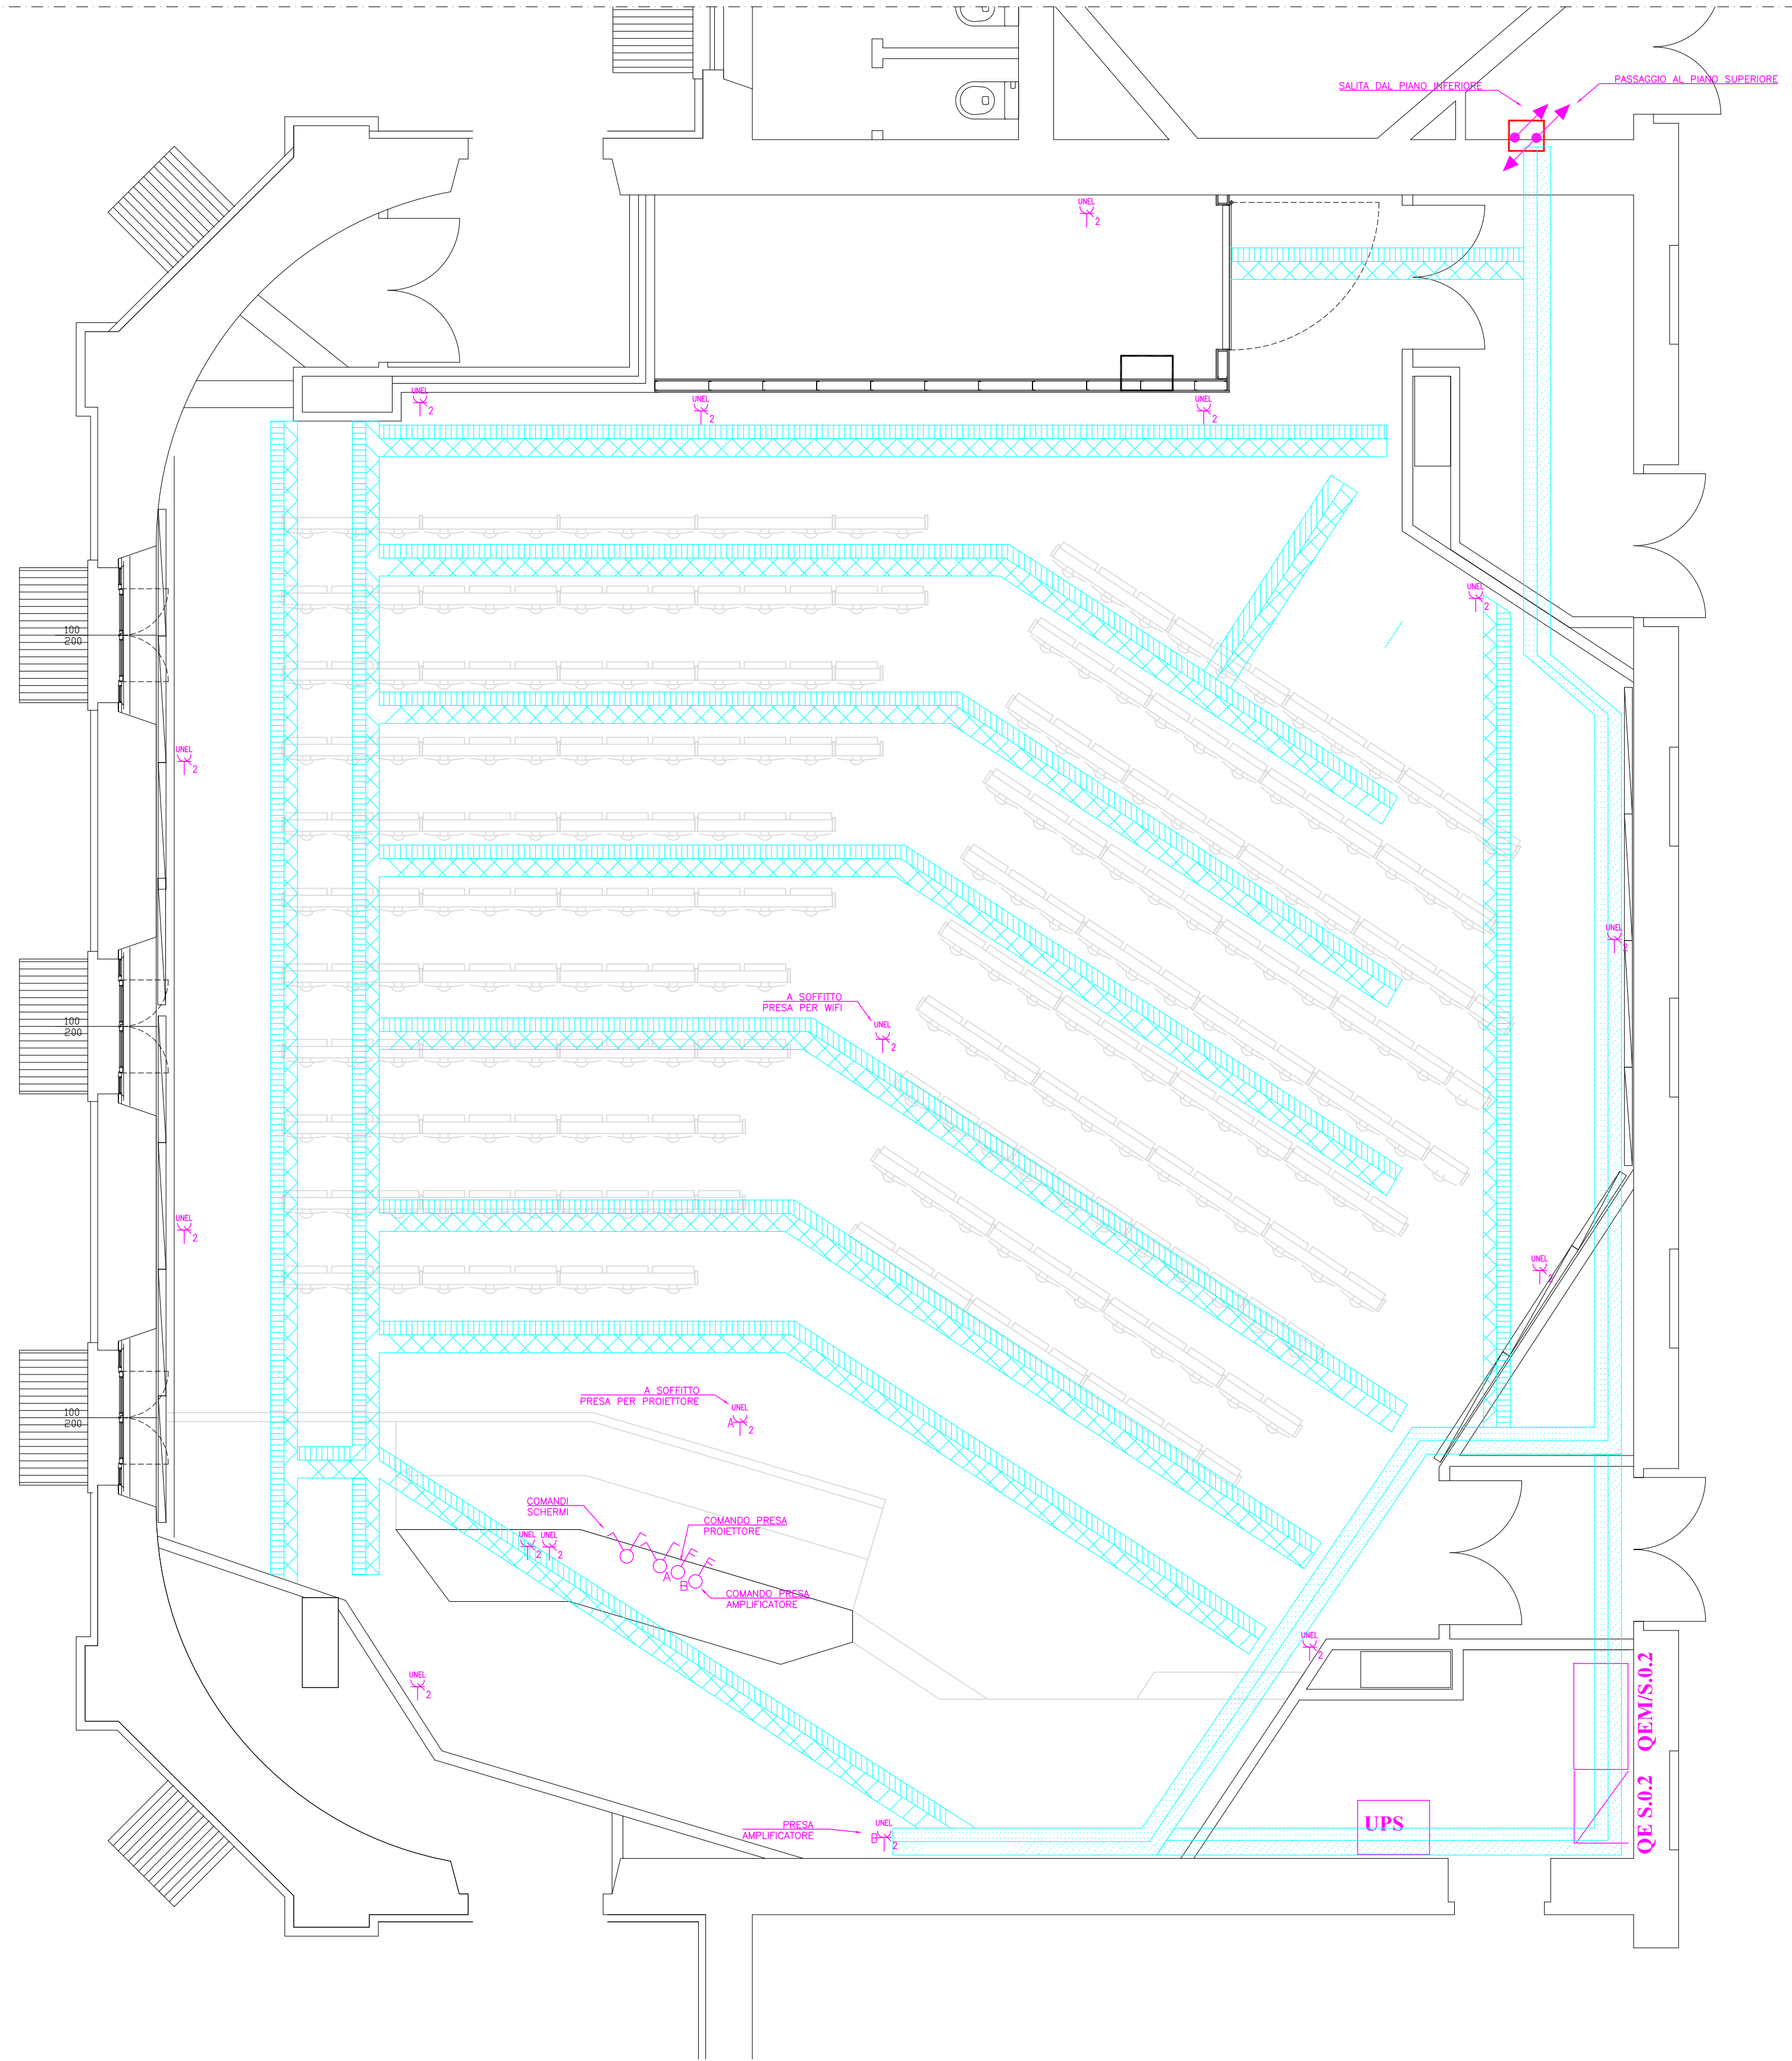 SALITA DAL PIANO INFERIORE
PASSAGGIO AL PIANO SUPERIORE
UNEL
2
UNEL
2
UNEL
2
UNEL
2
UNEL
2
100
200
UNEL
2
UNEL
2
A SOFFITTO
PRESA PER WIFI
UNEL
2
100
200
UNEL
2
UNEL
2
A SOFFITTO
PRESA PER PROIETTORE
UNEL
A 2
100
200
COMANDI
SCHERMI
COMANDO PRESA
PROIETTORE
UNEL
2
UNEL
2
A
B
COMANDO PRESA
AMPLIFICATORE
UNEL
2
UNEL
2
QEM/S.0.2
QE S.0.2
UPS
PRESA
AMPLIFICATORE
UNEL
B 2